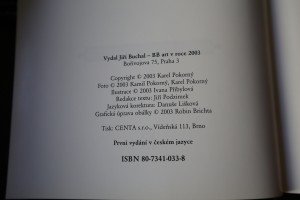 Vydal Jiří Buchal – BB art v roce 2003
Bořivojova 75, Praha 3
Copyright © 2003 Karel Pokorný
Foto © 2003 Kamil Pokorný, Karel Pokorný
Ilustrace © 2003 Ivana Přibylová
Redakce textu: Jiří Podzimek
Jazyková korektura: Danuše Lišková
Grafická úprava obálky © 2003 Robin Brichta
Tisk: CENTA s.r.o., Vídeňská 113, Brno
První vydání v českém jazyce
ISBN 80-7341-033-8